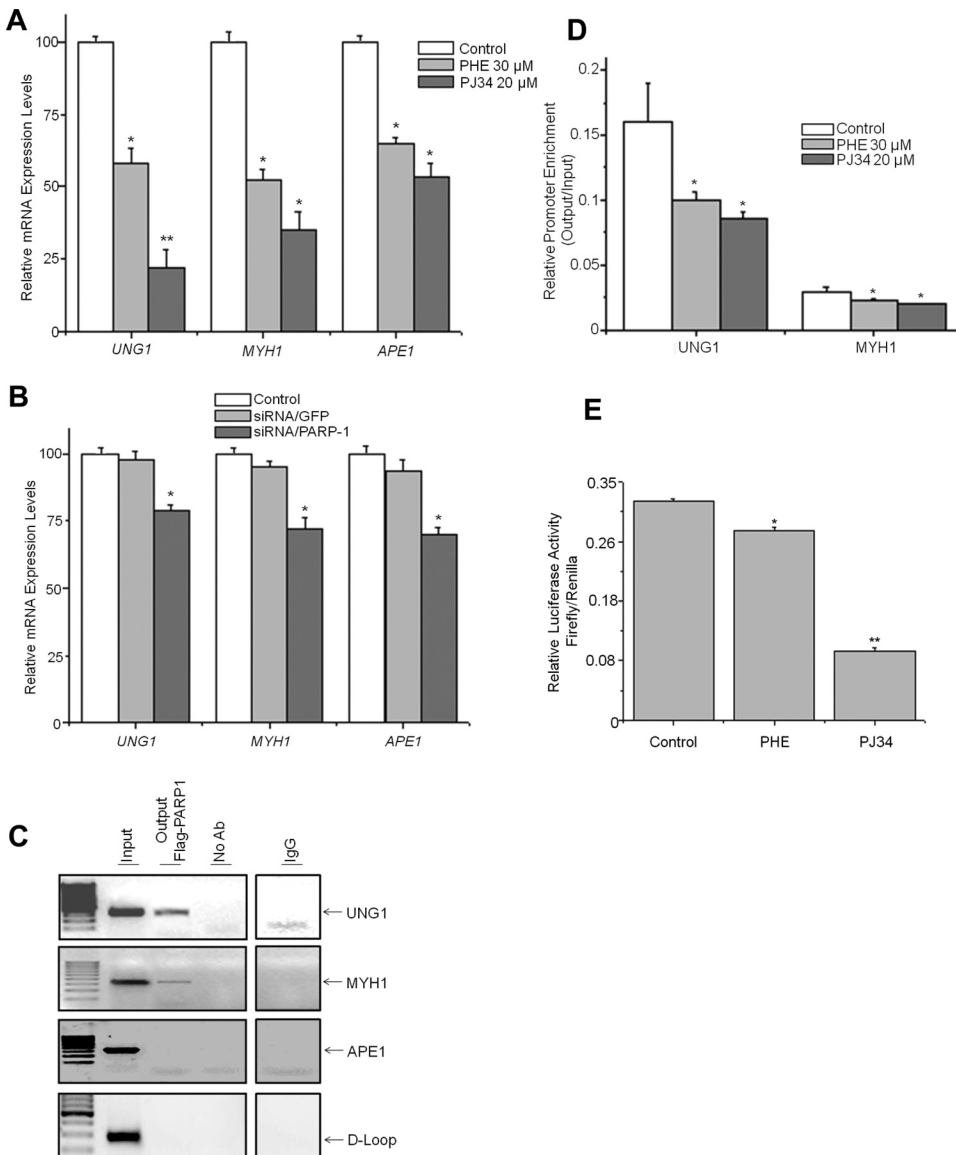 A
Relative mRNA Expression Levels
100
75
50
25
0
Control
PHE 30 µM
PJ34 20 µM
*
**
*
*
*
*
UNG1
MYH1
APE1
D
Relative Promoter Enrichment
(Output/Input)
0.15
0.1
0.05
0
Control
PHE 30 µM
PJ34 20 µM
*
*
*
*
UNG1
MYH1
B
Relative mRNA Expression Levels
100
75
50
25
0
Control
siRNA/GFP
siRNA/PARP-1
*
*
*
UNG1
MYH1
APE1
E
Relative Luciferase Activity
Firefly/Renilla
0.35
0.26
0.18
0.08
0
*
**
Control
PHE
PJ34
C
Input
Output
Flag-PARP1
No Ab
IgG
←UNG1
←MYH1
←APE1
←D-Loop